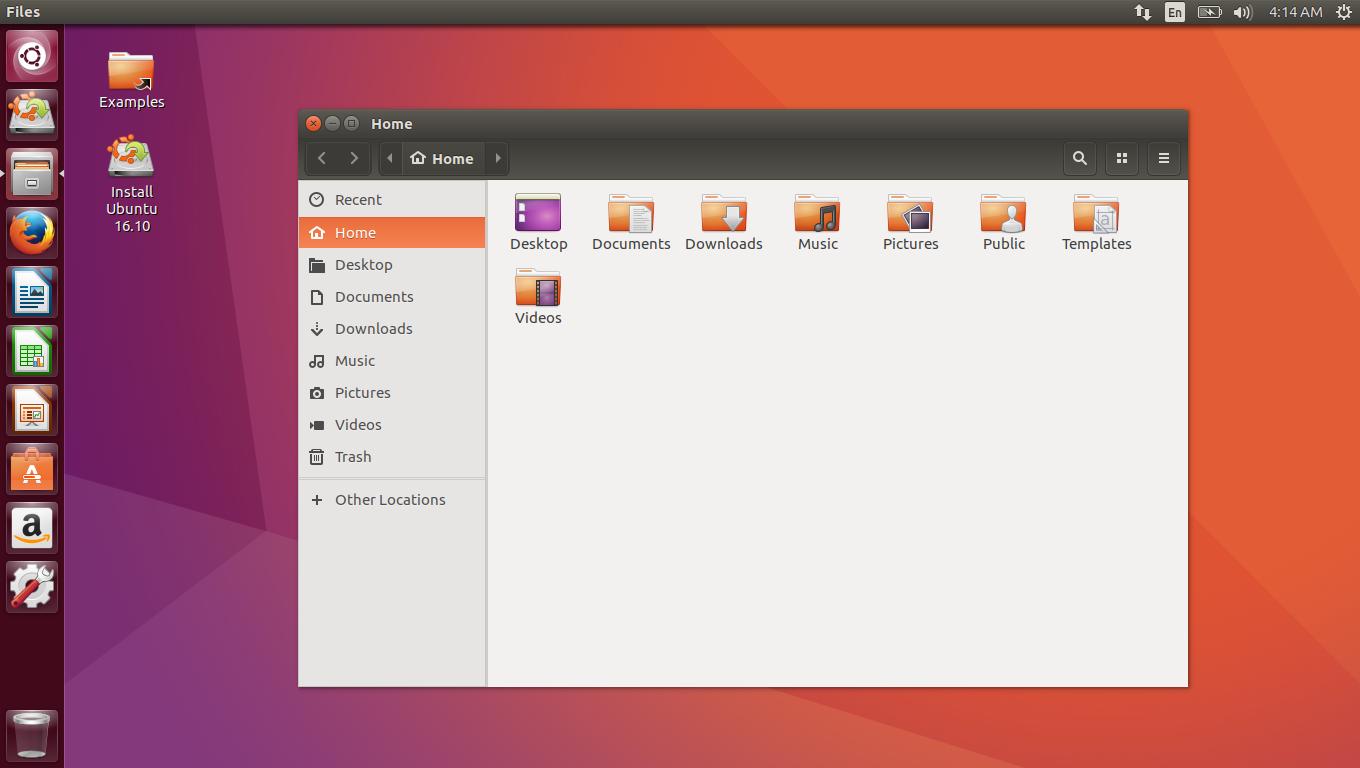 Files
En
4:14 AM
Examples
Install
Ubuntu
16.10
Home
Home
Recent
Home
Desktop
Documents
Downloads
Music
Pictures
Videos
Trash
Other Locations
Desktop
Documents
Downloads
Music
Pictures
Public
Templates
Videos